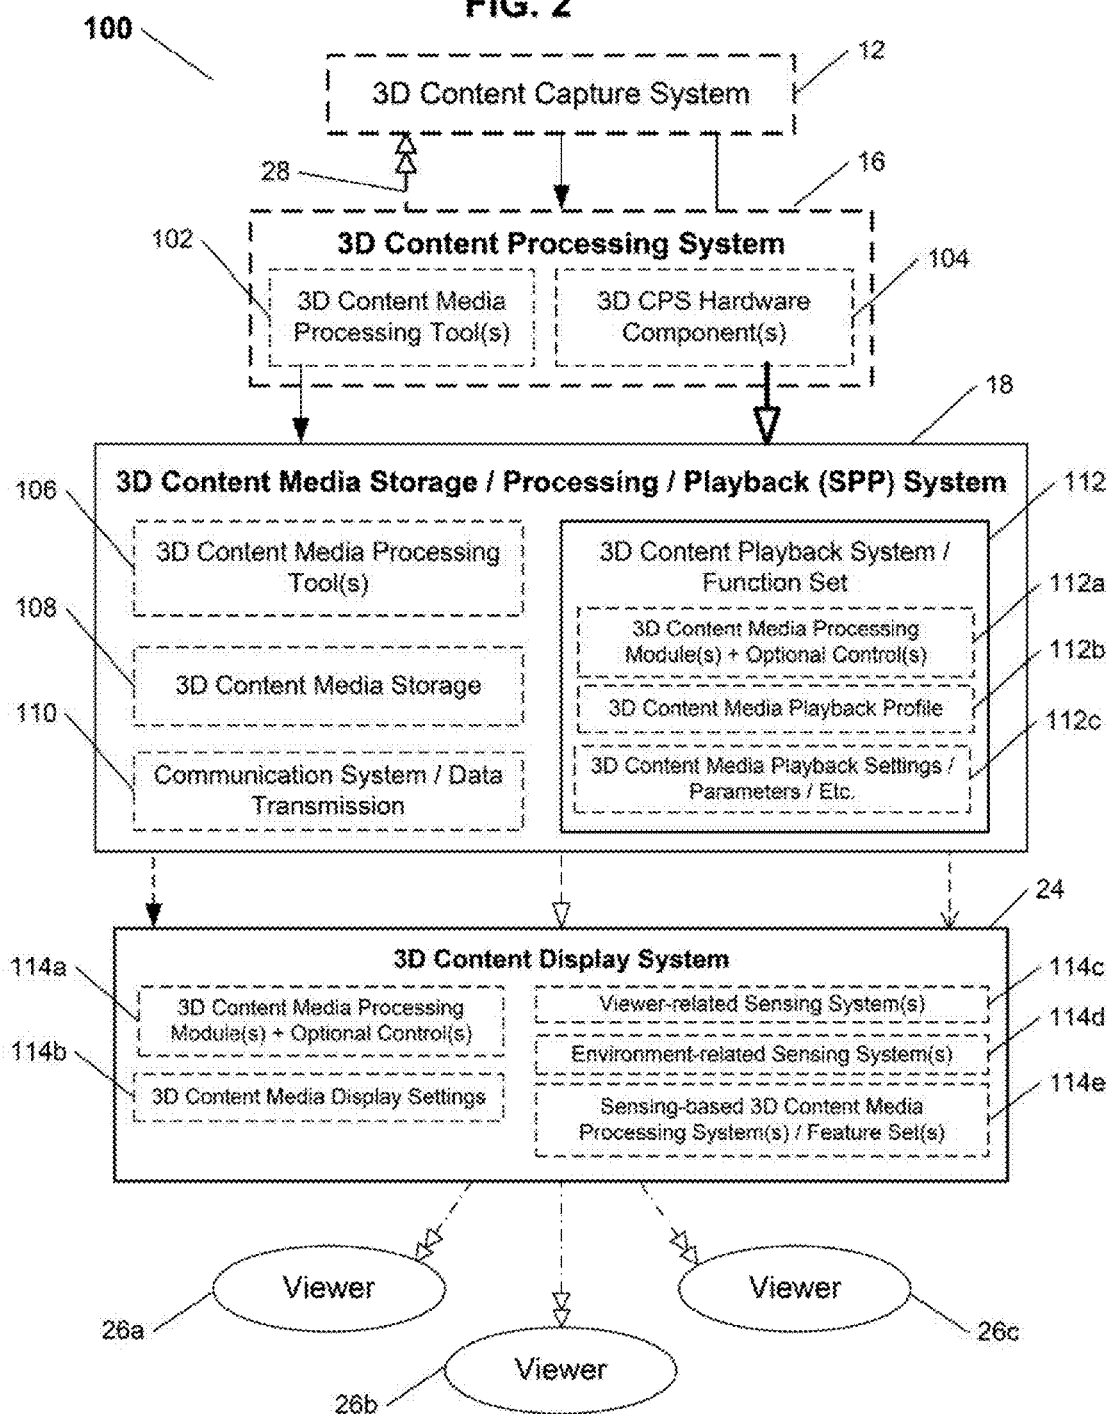 FIG. 2
100
12
3D Content Capture System
28
16
102
3D Content Processing System
104
3D Content Media
Processing Tool(s)
3D CPS Hardware
Component(s)
18
3D Content Media Storage / Processing / Playback (SPP) System
106
112
3D Content Media Processing
Tool(s)
3D Content Playback System /
Function Set
112a
108
3D Content Media Processing
Module(s) + Optional Control(s)
112b
3D Content Media Storage
3D Content Media Playback Profile
110
112c
Communication System / Data
Transmission
3D Content Media Playback Settings /
Parameters / Etc.
24
3D Content Display System
114a
114c
3D Content Media Processing
Module(s) + Optional Control(s)
Viewer-related Sensing System(s)
114d
114b
Environment-related Sensing System(s)
114e
3D Content Media Display Settings
Sensing-based 3D Content Media
Processing System(s) / Feature Set(s)
Viewer
Viewer
26a
26c
Viewer
26b